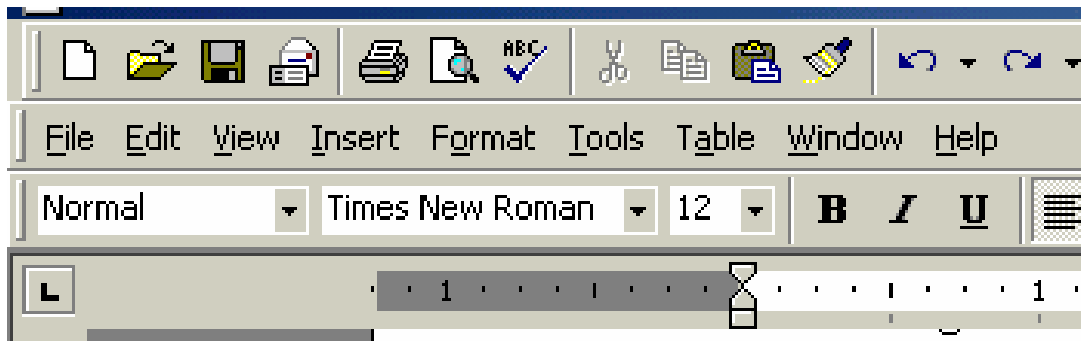 ABC
File Edit View Insert Format Tools Table Window Help
Normal Times New Roman 12 B I U
L 1 1